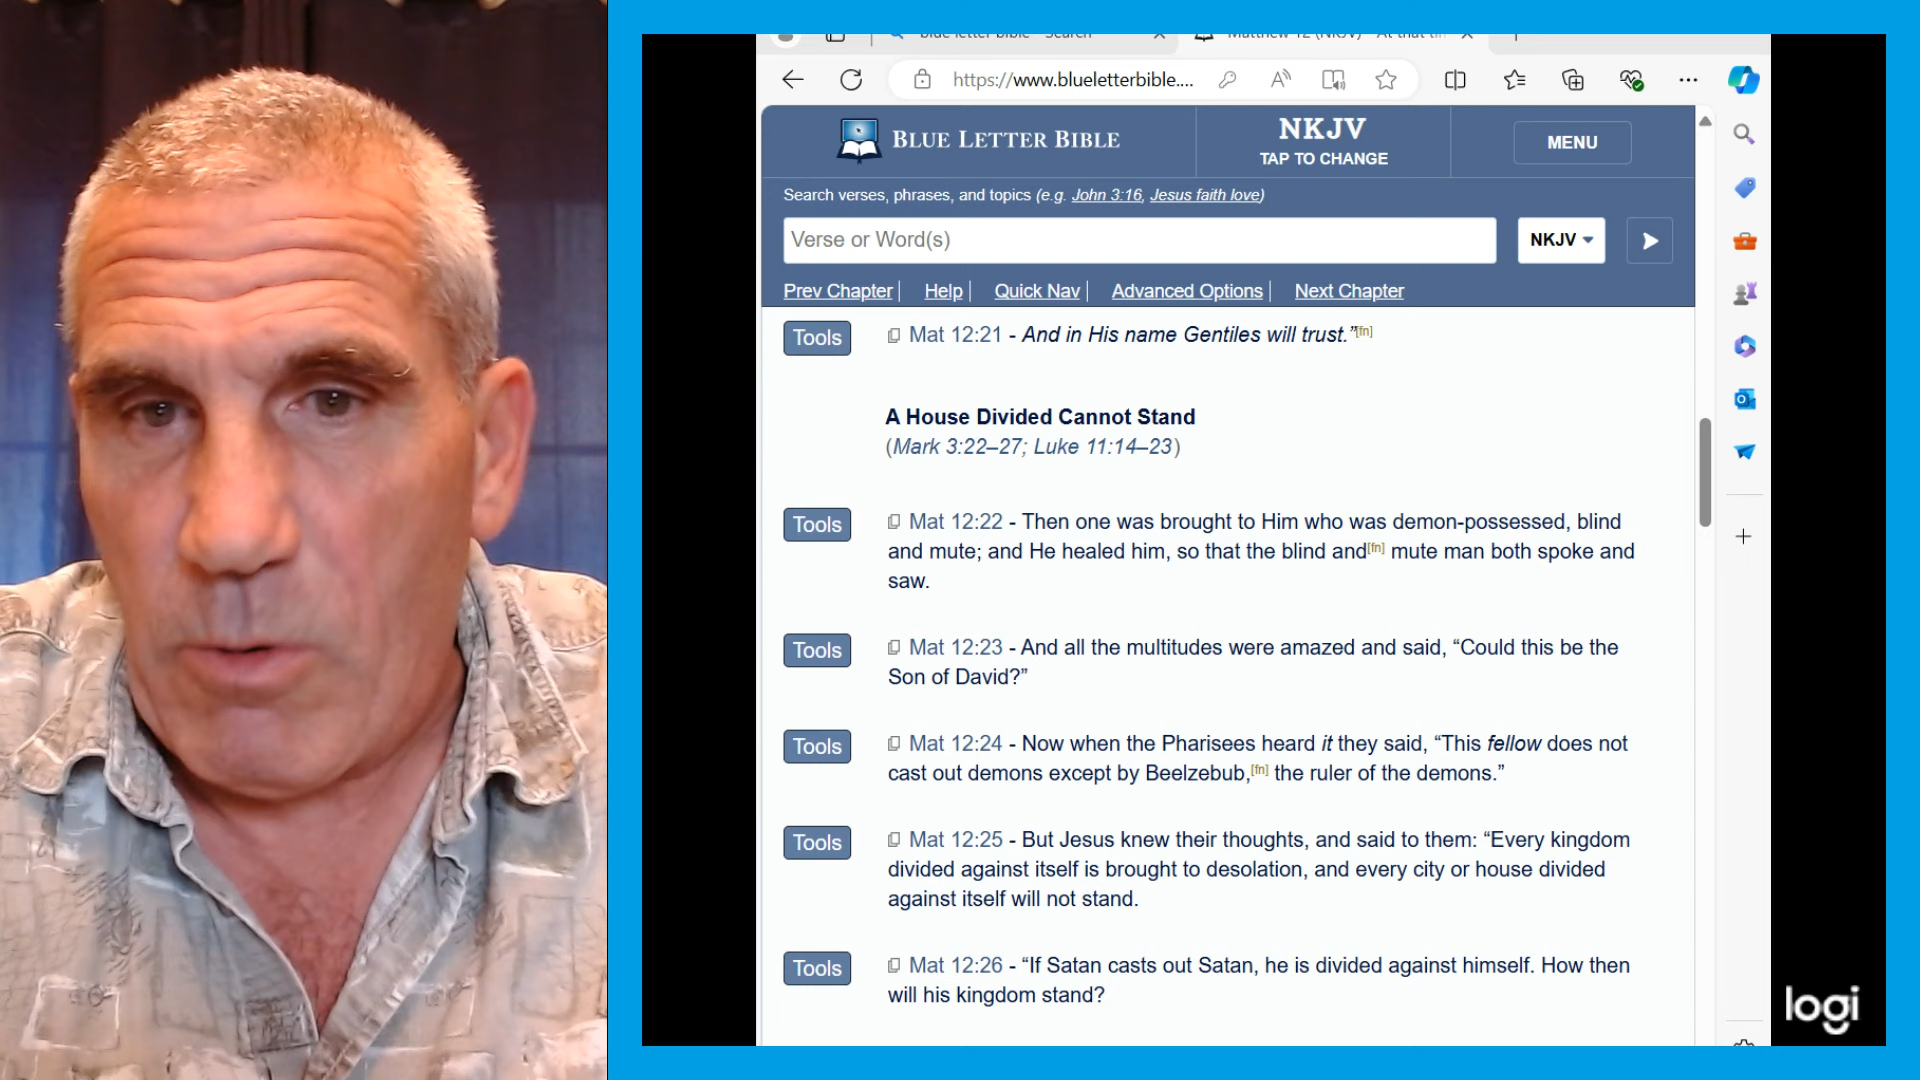 blue letter bible - Search
Matthew 12 (NKJV) - At that tim
https://www.blueletterbible....
BLUE LETTER BIBLE
NKJV
TAP TO CHANGE
MENU
Search verses, phrases, and topics (e.g. John 3:16, Jesus faith love)
Verse or Word(s)
NKJV
Prev Chapter | Help | Quick Nav | Advanced Options | Next Chapter
Tools Mat 12:21 - And in His name Gentiles will trust.”[fn]
A House Divided Cannot Stand
(Mark 3:22–27; Luke 11:14–23)
Tools Mat 12:22 - Then one was brought to Him who was demon-possessed, blind
and mute; and He healed him, so that the blind and[fn] mute man both spoke and
saw.
Tools Mat 12:23 - And all the multitudes were amazed and said, “Could this be the
Son of David?”
Tools Mat 12:24 - Now when the Pharisees heard it they said, “This fellow does not
cast out demons except by Beelzebub,[fn] the ruler of the demons.”
Tools Mat 12:25 - But Jesus knew their thoughts, and said to them: “Every kingdom
divided against itself is brought to desolation, and every city or house divided
against itself will not stand.
Tools Mat 12:26 - “If Satan casts out Satan, he is divided against himself. How then
will his kingdom stand?
logi